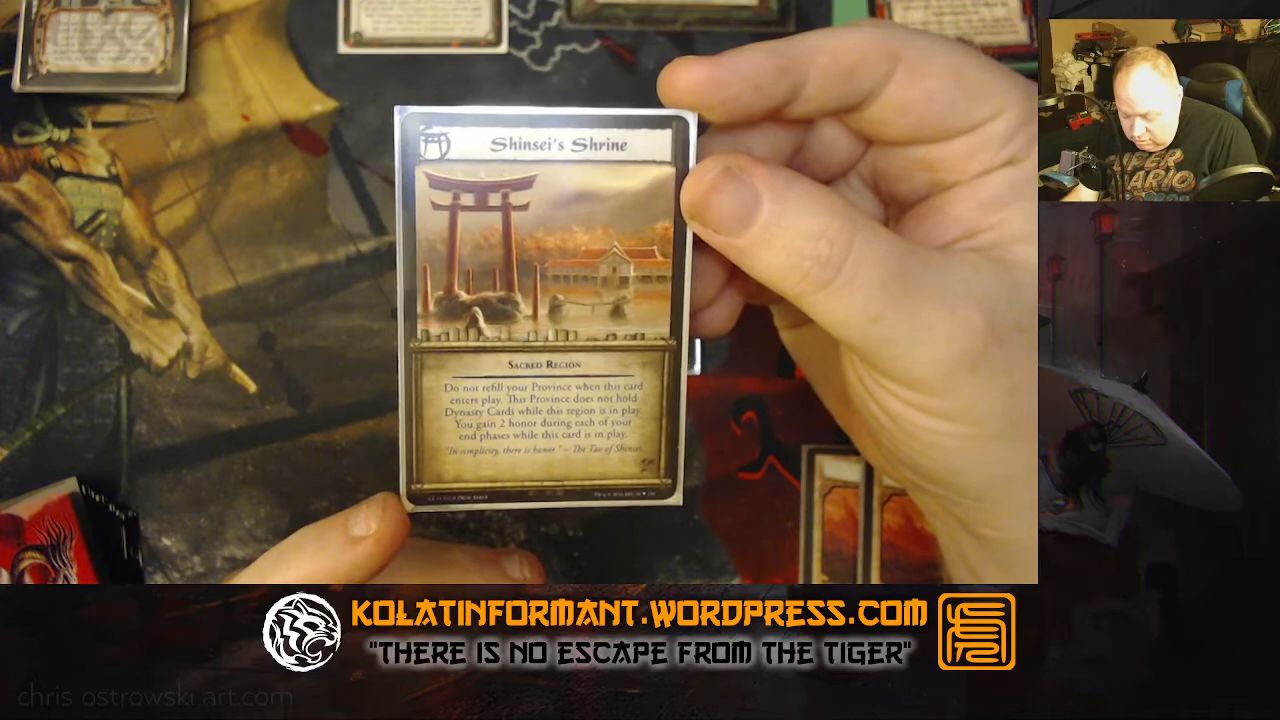 Shinsei's Shrine
SACRED REGION
Do not refill your Province when this card
enters play. This Province does not hold
Dynasty Cards while this region is in play.
You gain 2 honor during each of your
end phases while this card is in play.
"In simplicity, there is honor." – The Tao of Shinsei
SUPER
MARIO
KOLATINFORMANT.WORDPRESS.COM
"THERE IS NO ESCAPE FROM THE TIGER"
chris ostrowski art.com